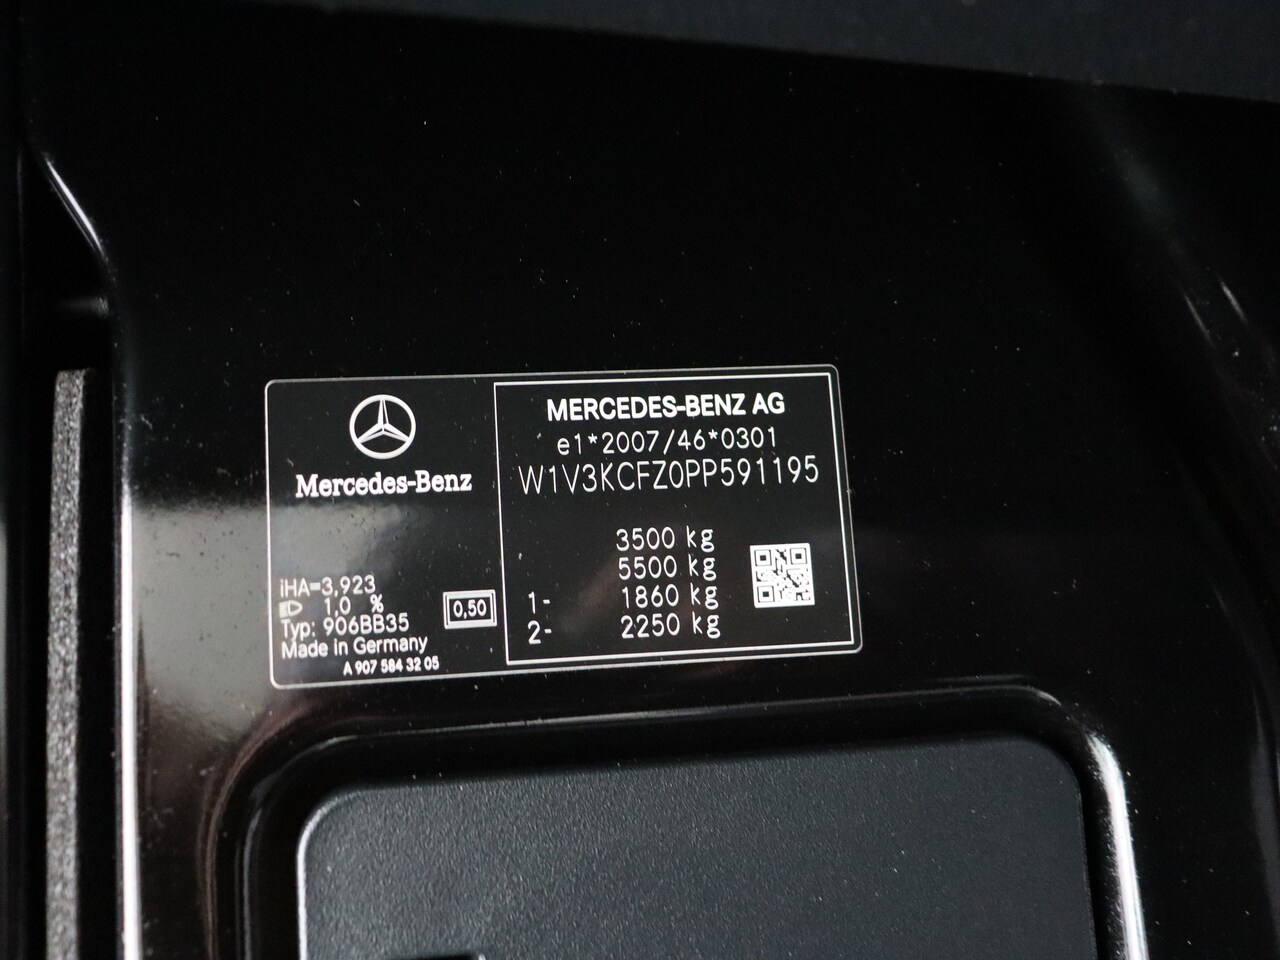 Mercedes-Benz
iHA=3,923
1,0 %
Typ: 906BB35
Made in Germany
A 907 584 32 05
0,50
MERCEDES-BENZ AG
e1*2007/46*0301
W1V3KCFZ0PP591195
3500 kg
5500 kg
1- 1860 kg
2- 2250 kg